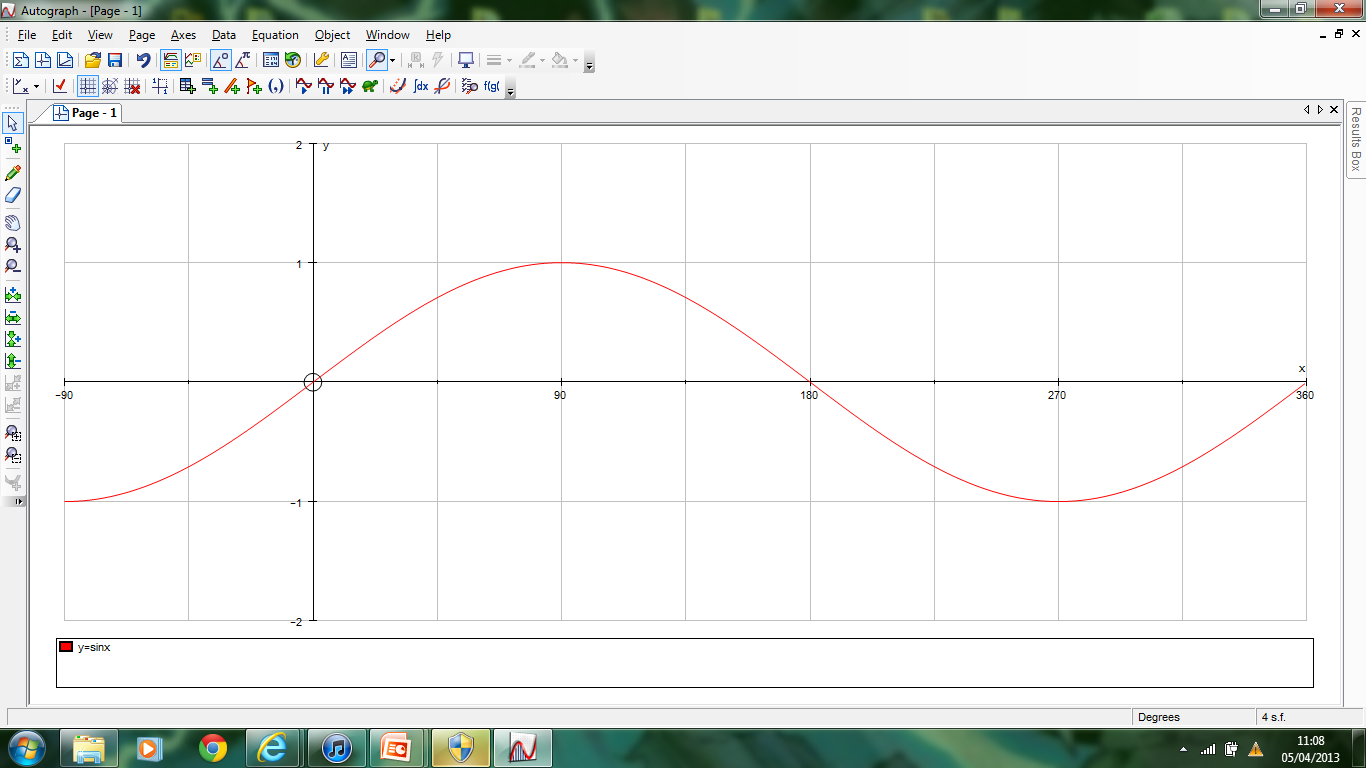 Autograph - [Page - 1]
File Edit View Page Axes Data Equation Object Window Help
∫dx f(g(
Page - 1
Results Box
2 y
1
x
−90 90 180 270 360
−1
−2
y=sinx
Degrees 4 s.f.
11:08
05/04/2013